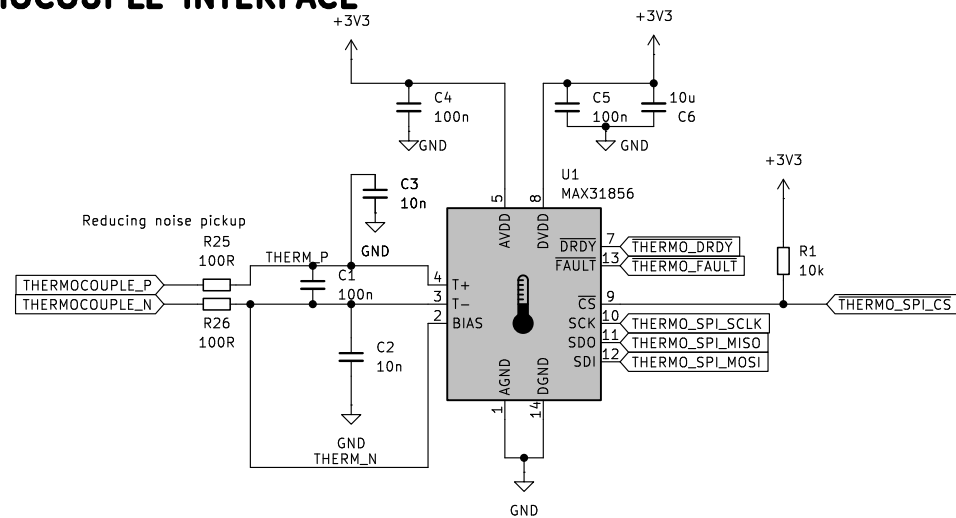 MOCOUPLE INTERFACE
+3V3
+3V3
C4
100n
GND
C5
100n
10u
C6
GND
+3V3
U1
MAX31856
C3
10n
GND
Reducing noise pickup
R25
100R
THERM_P
THERMOCOUPLE_P
THERMOCOUPLE_N
R26
100R
C1
100n
C2
10n
GND
THERM_N
5
AVDD
8
DVDD
4
T+
3
T-
2
BIAS
DRDY
7
THERMO_DRDY
FAULT
13
THERMO_FAULT
CS
9
THERMO_SPI_CS
SCK
10
THERMO_SPI_SCLK
SDO
11
THERMO_SPI_MISO
SDI
12
THERMO_SPI_MOSI
R1
10k
AGND
1
DGND
14
GND